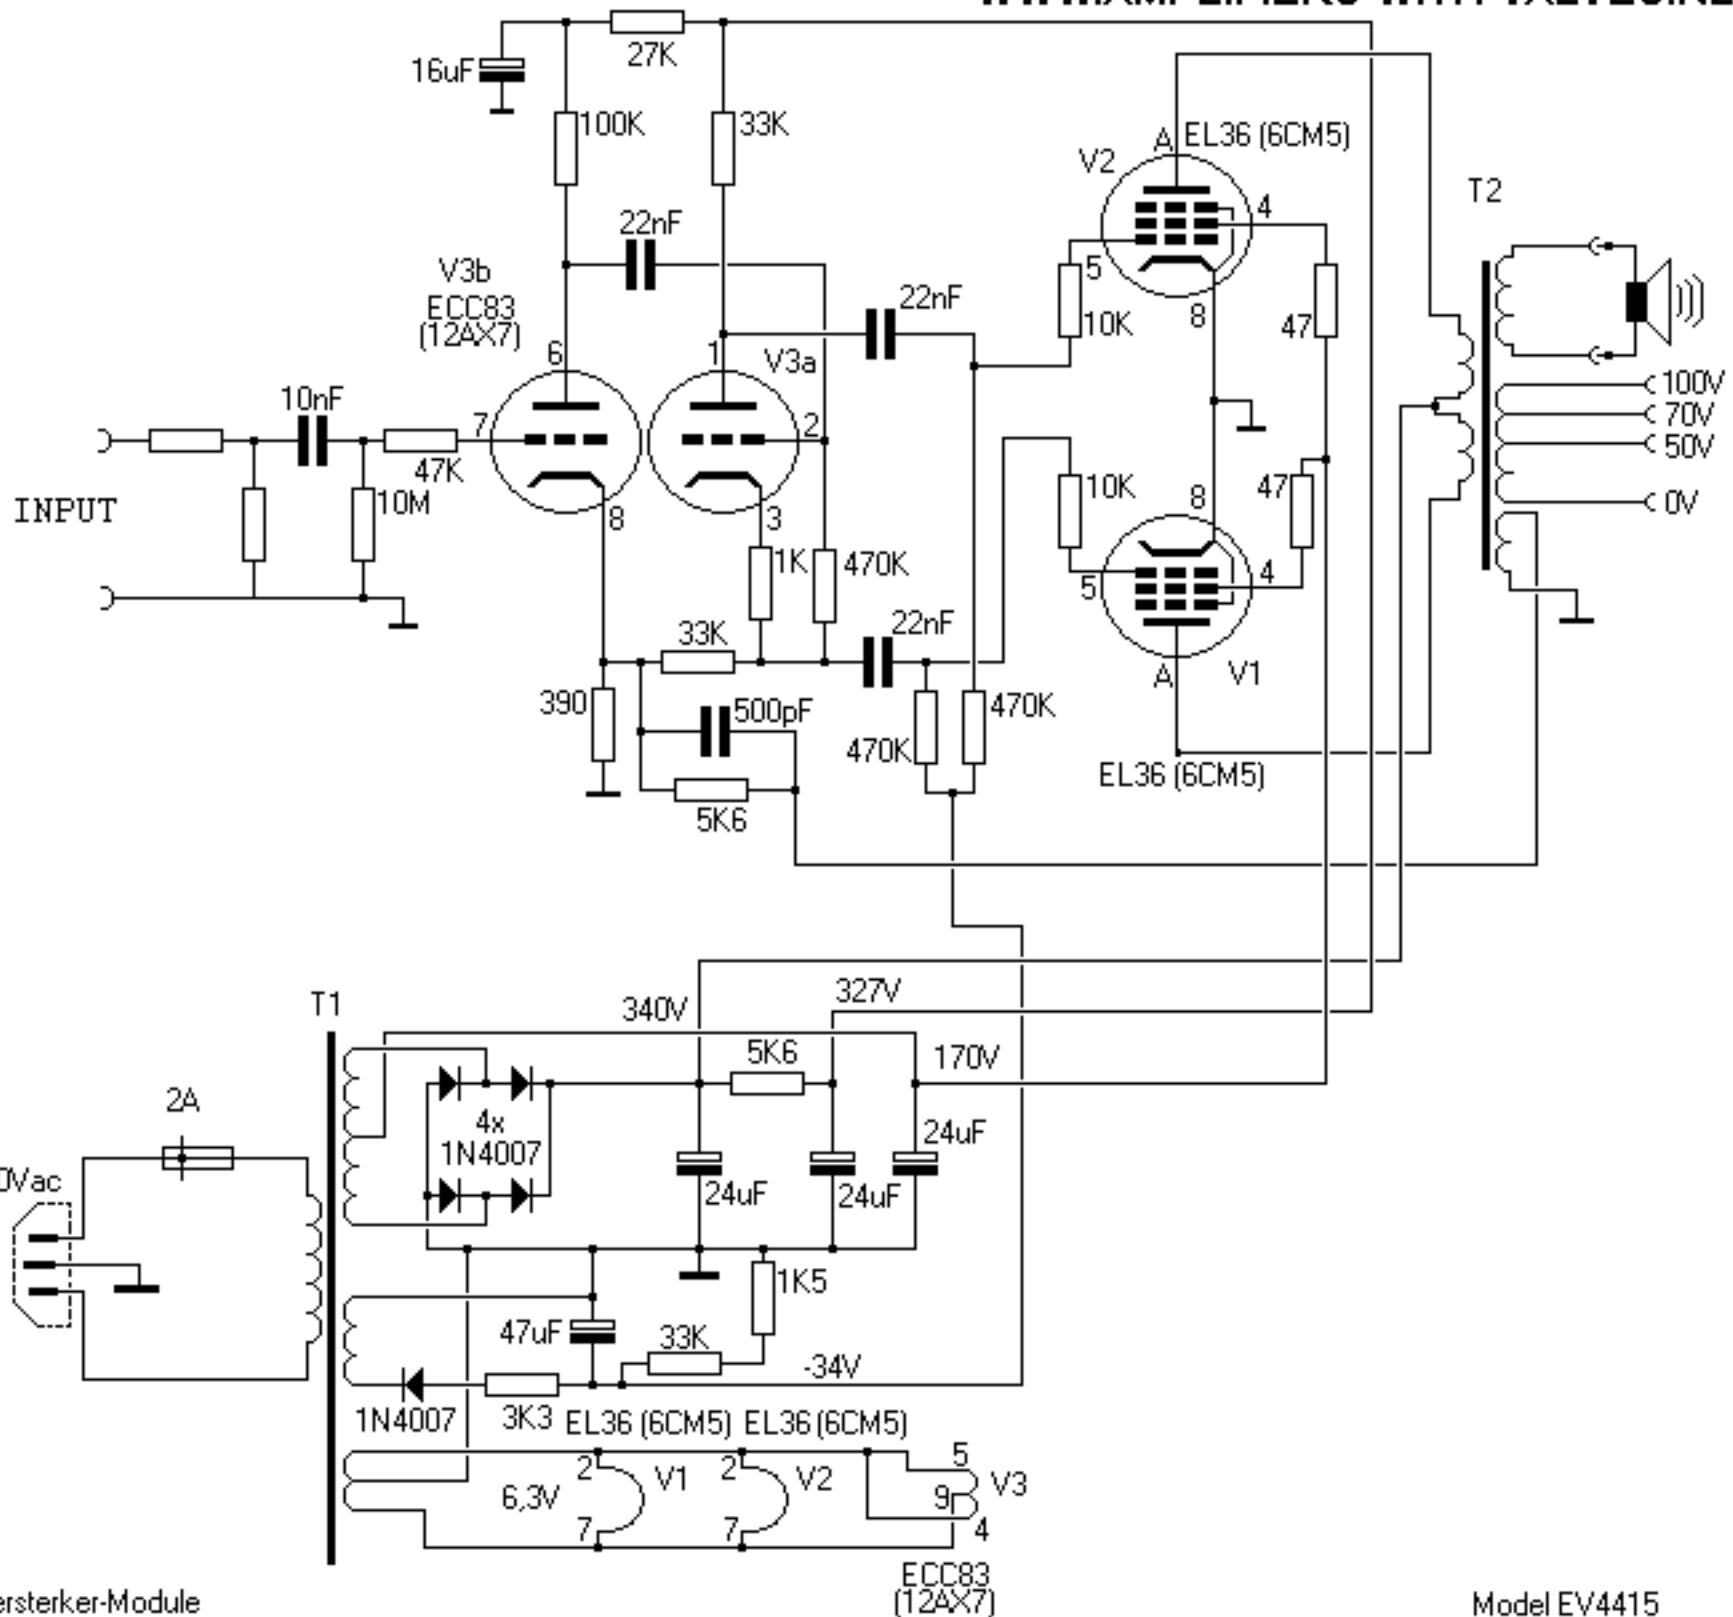 27K
16uF
100K
33K
EL36 (6CM5)
A
V2
T2
4
22nF
V3b
ECC83
(12AX7)
5
22nF
10K
8
47
6
1
V3a
100V
10nF
7
2
70V
50V
47K
10M
INPUT
8
3
10K
8
47
0V
1K
470K
5
4
33K
22nF
A
V1
390
500pF
470K
470K
EL36 (6CM5)
5K6
T1
340V
327V
5K6
170V
2A
4x
1N4007
24uF
0Vac
24uF
24uF
1K5
47uF
33K
-34V
1N4007
3K3
EL36 (6CM5)
EL36 (6CM5)
2
V1
2
V2
5
6,3V
9
V3
7
7
4
ECC83
(12AX7)
ersterker-Module
Model EV4415